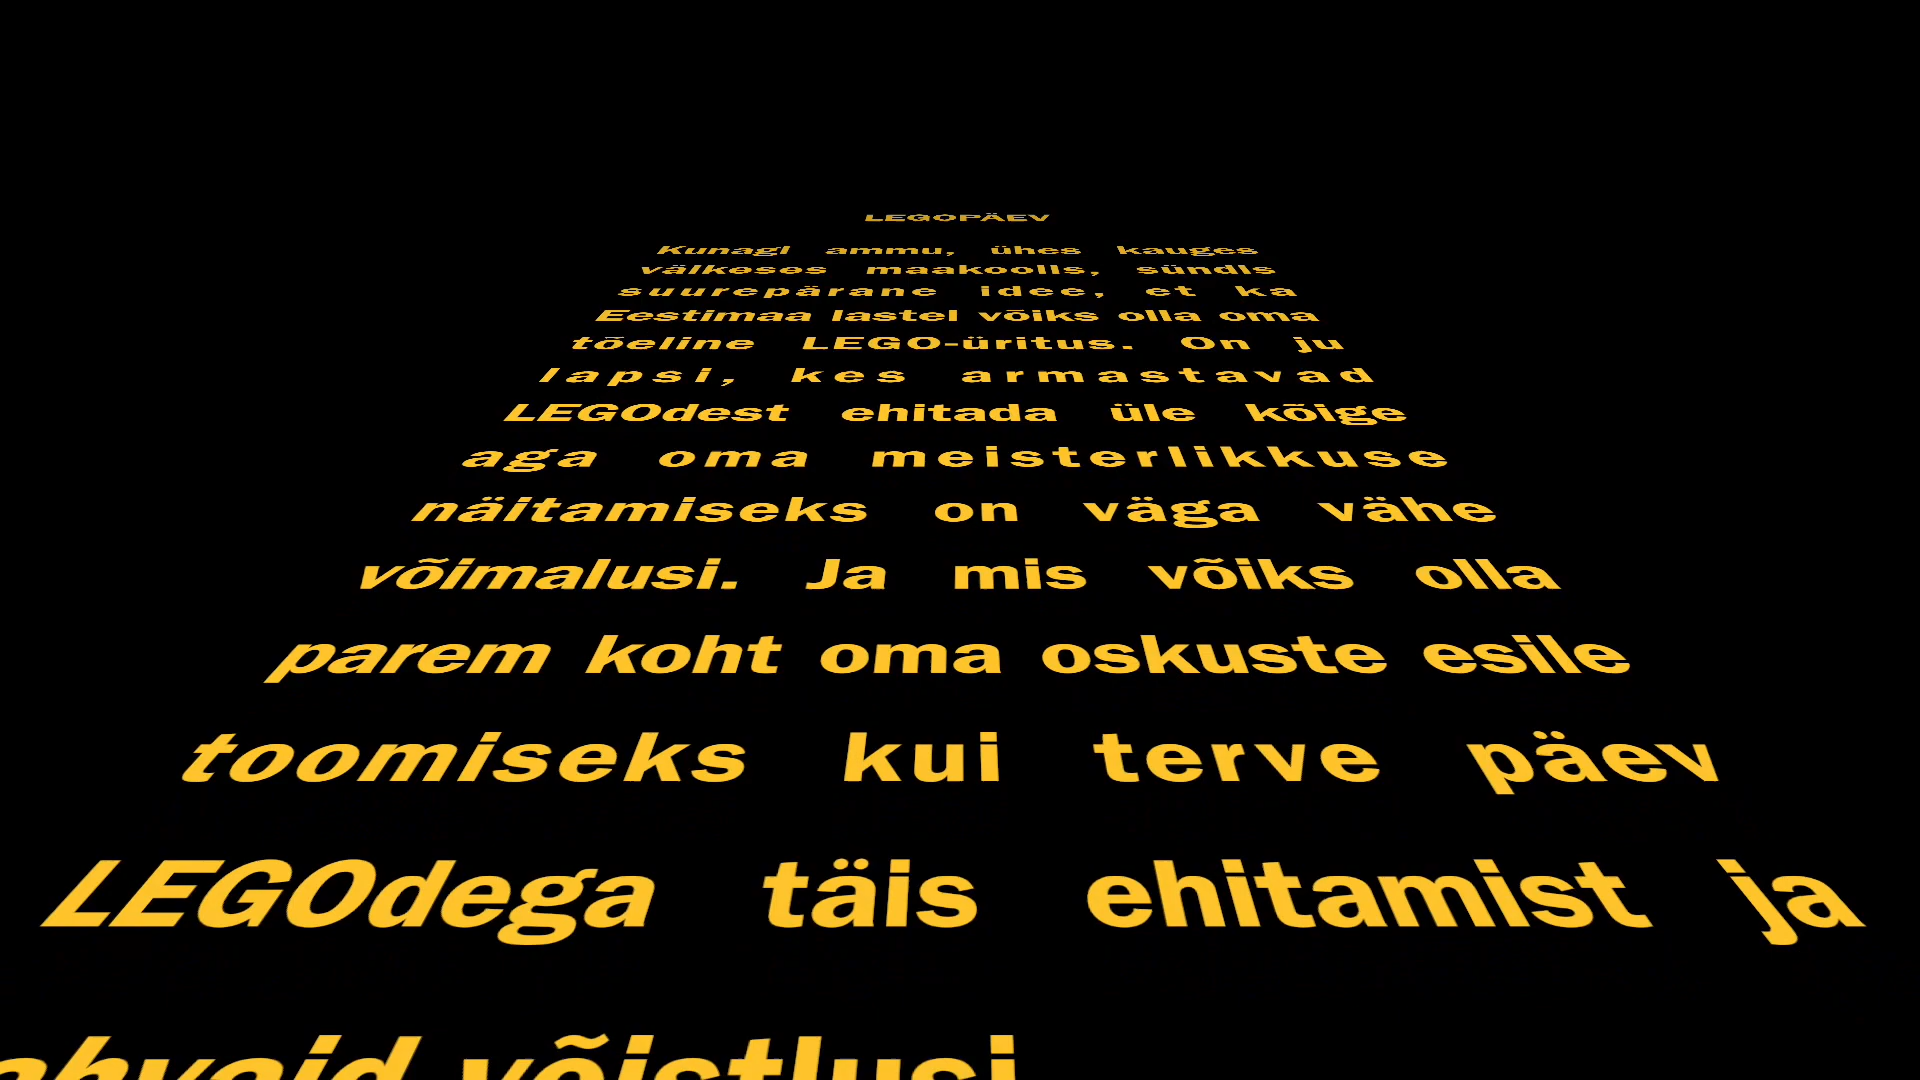 LEGOPÄEV
Kunagi ammu, ühes kauges
väikeses maakoolis, sündis
suurepärane idee, et ka
Eestimaa lastel võiks olla oma
tõeline LEGO-üritus. On ju
lapsi, kes armastavad
LEGOdest ehitada üle kõige
aga oma meisterlikkuse
näitamiseks on väga vähe
võimalusi. Ja mis võiks olla
parem koht oma oskuste esile
toomiseks kui terve päev
LEGOdega täis ehitamist ja
võistlusi